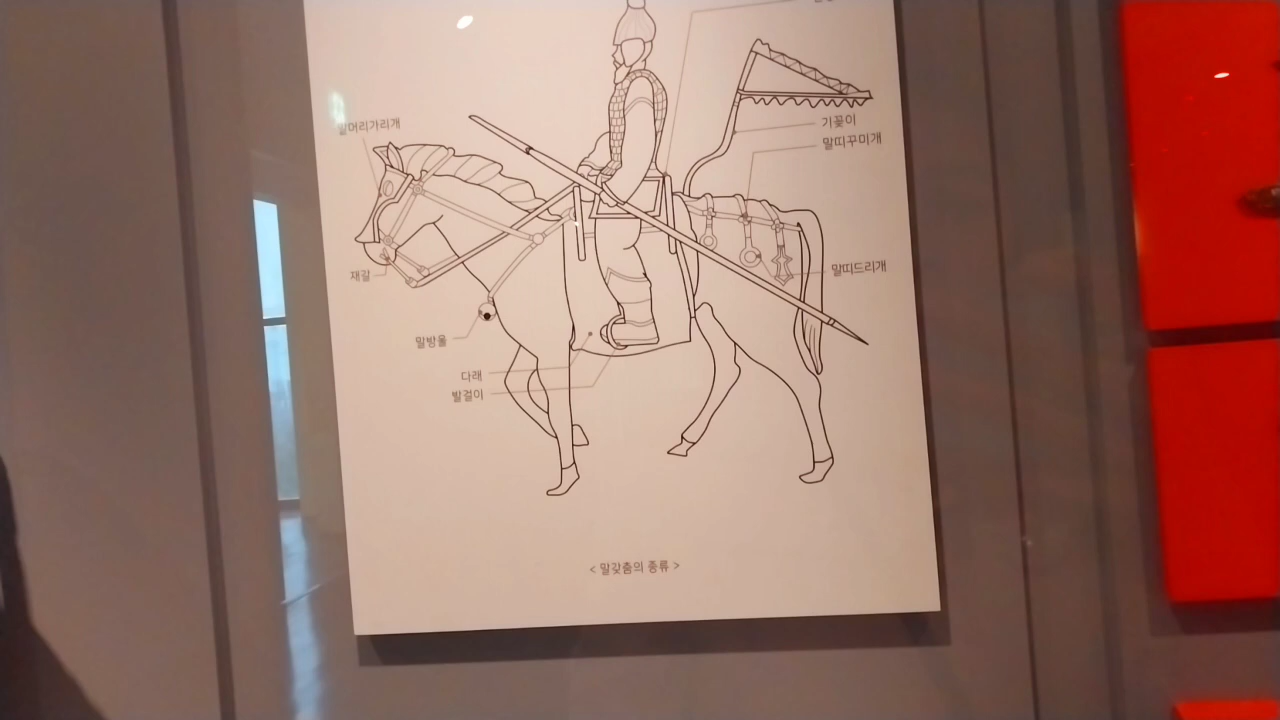 말머리가리개
기꽂이
말띠꾸미개
재갈
말띠드리개
말방울
다래
발걸이
< 말갖춤의 종류 >